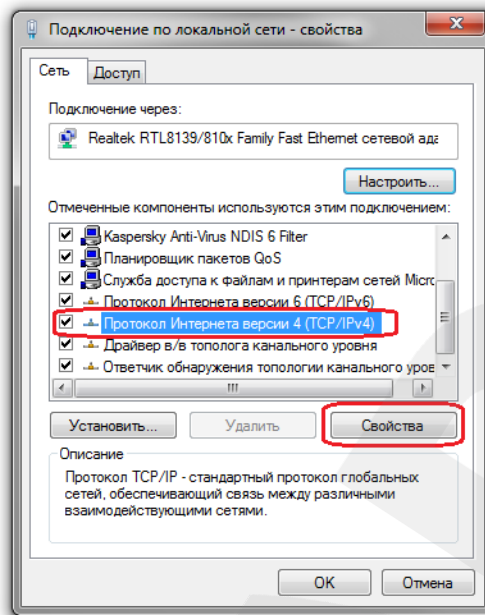 Подключение по локальной сети - свойства
Сеть Доступ
Подключение через:
Realtek RTL8139/810x Family Fast Ethernet сетевой ада
Настроить...
Отмеченные компоненты используются этим подключением:
Kaspersky Anti-Virus NDIS 6 Filter
Планировщик пакетов QoS
Служба доступа к файлам и принтерам сетей Micro
Протокол Интернета версии 6 (TCP/IPv6)
Протокол Интернета версии 4 (TCP/IPv4)
Драйвер в/в тополога канального уровня
Ответчик обнаружения топологии канального уров
Установить... Удалить Свойства
Описание
Протокол TCP/IP - стандартный протокол глобальных
сетей, обеспечивающий связь между различными
взаимодействующими сетями.
OK Отмена